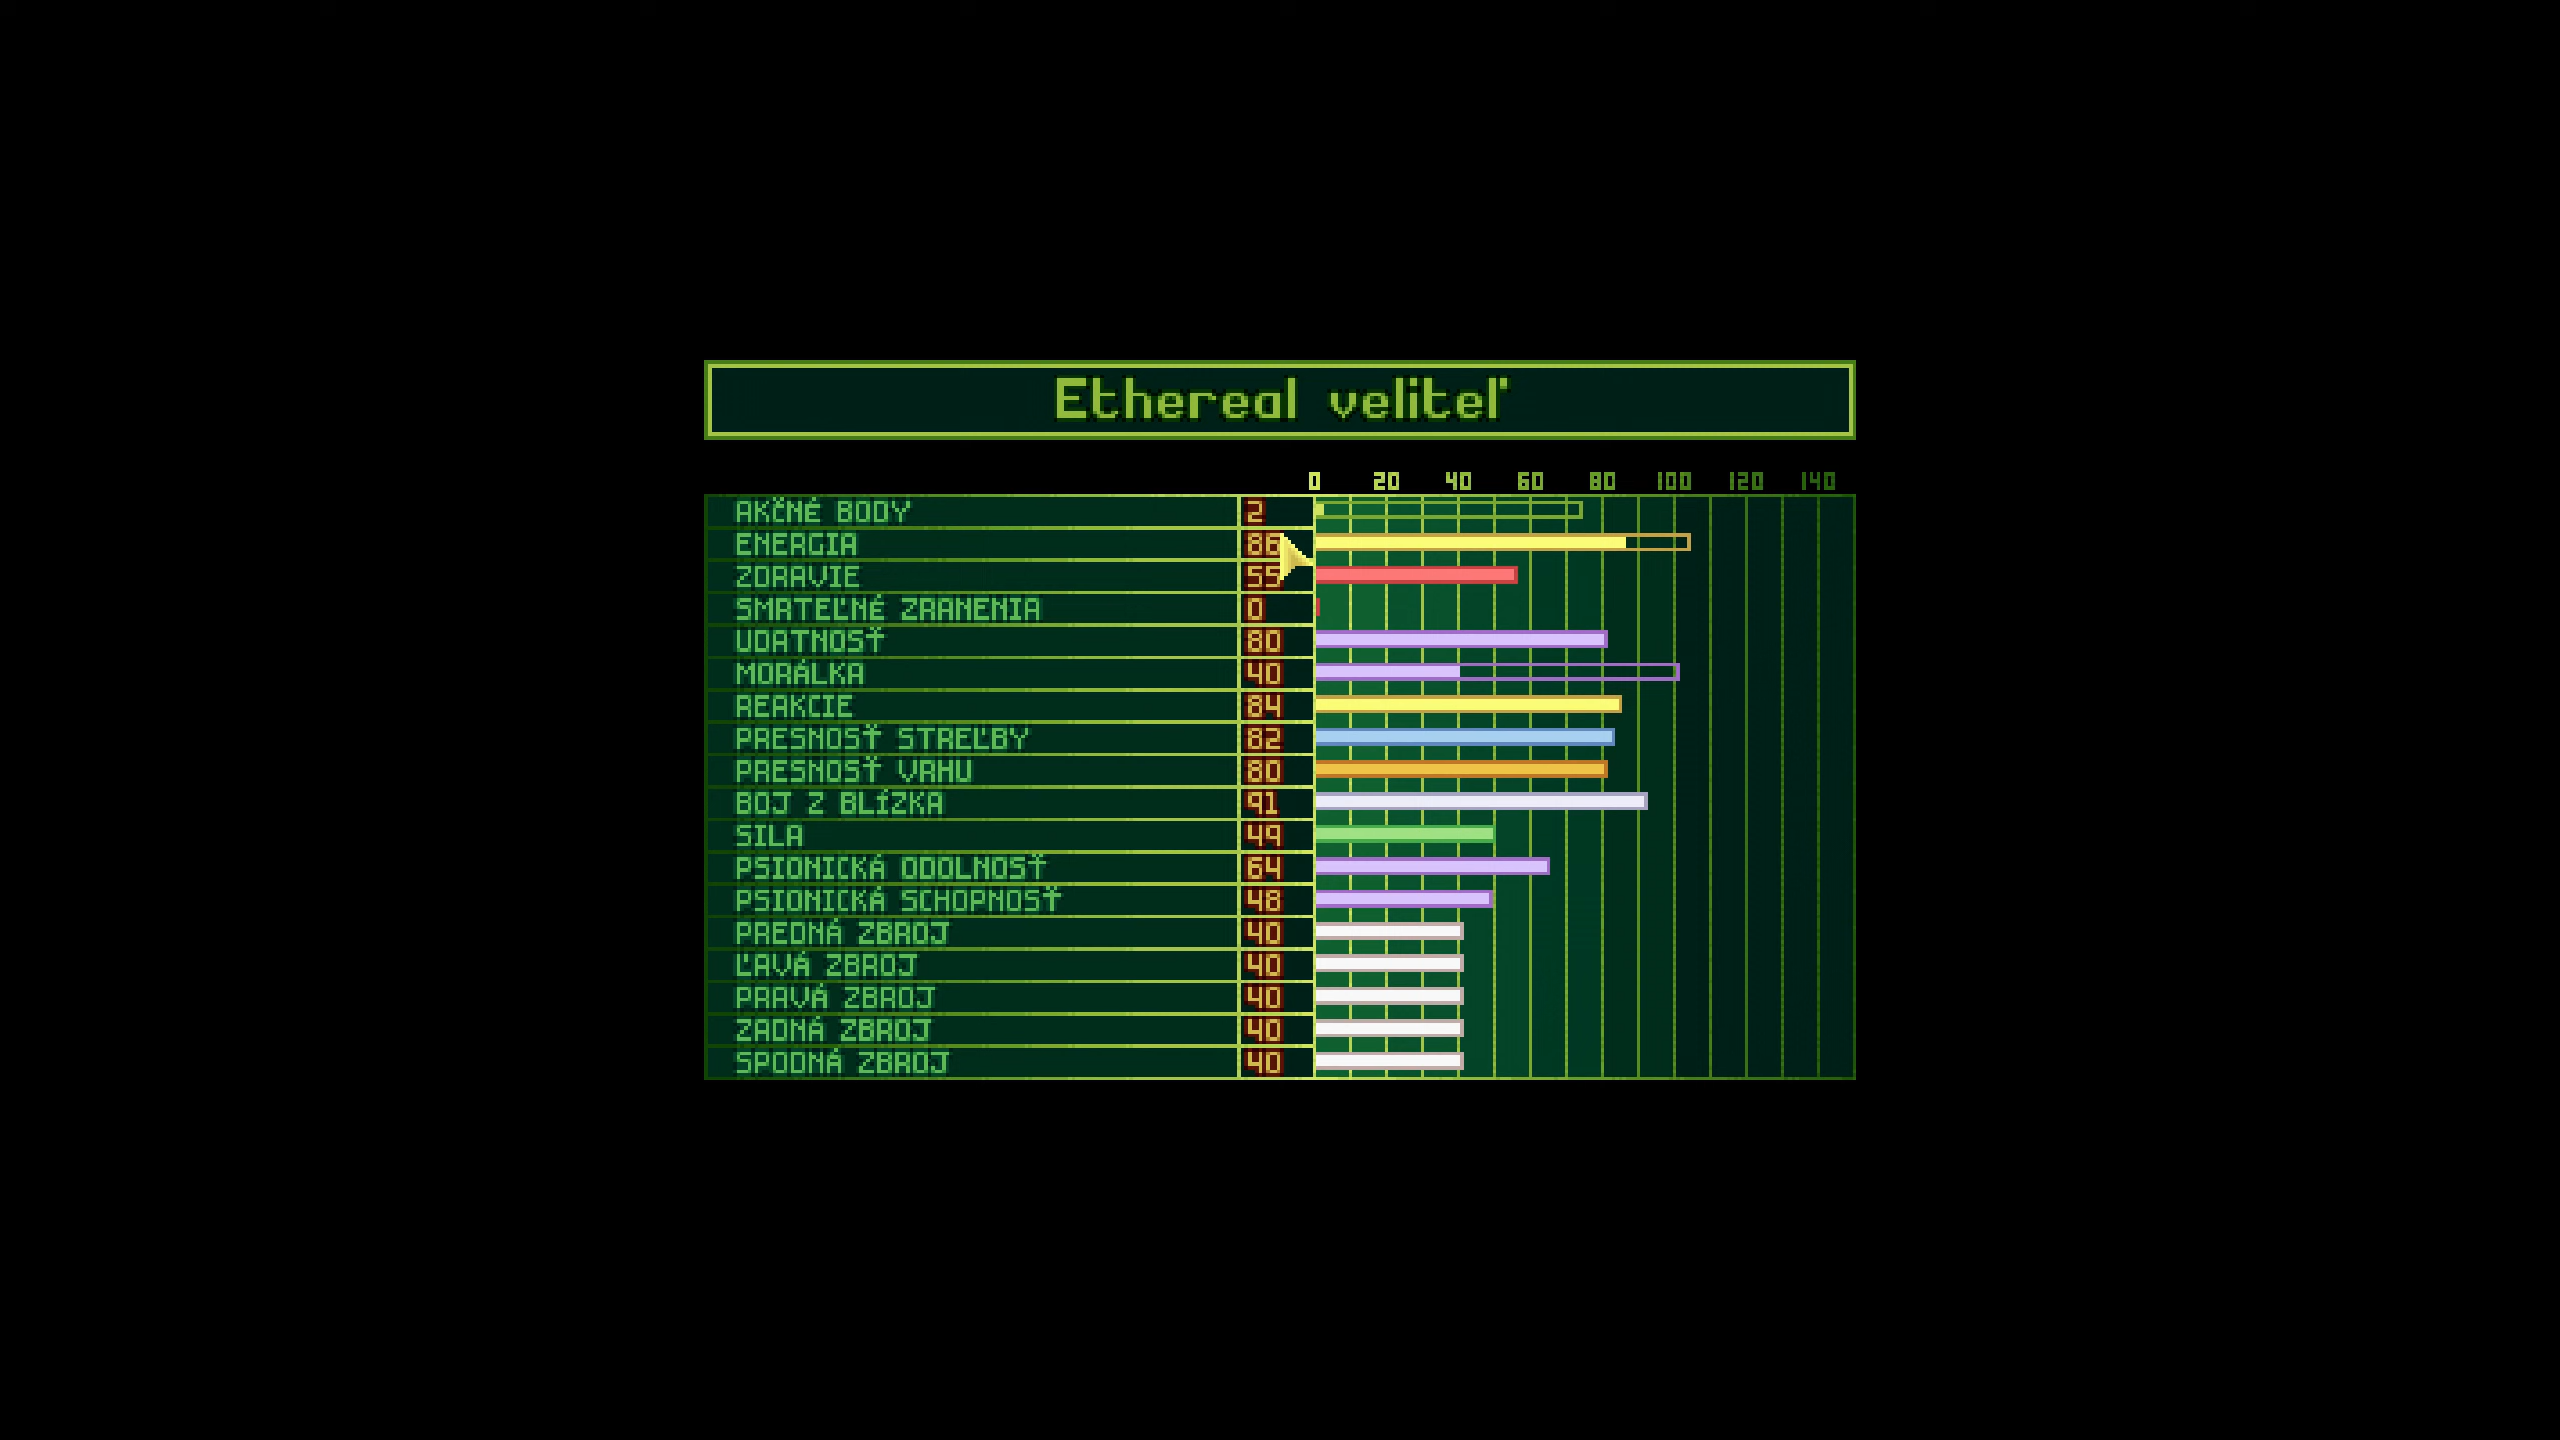 Ethereal veliteľ
0 20 40 60 80 100 120 140
AKČNÉ BODY 2
ENERGIA 86
ZDRAVIE 55
SMRTEĽNÉ ZRANENIA 0
UDATNOSŤ 80
MORÁLKA 40
REAKCIE 84
PRESNOSŤ STREĽBY 82
PRESNOSŤ VRHU 80
BOJ Z BLÍZKA 91
SILA 49
PSIONICKÁ ODOLNOSŤ 64
PSIONICKÁ SCHOPNOSŤ 48
PREDNÁ ZBROJ 40
ĽAVÁ ZBROJ 40
PRAVÁ ZBROJ 40
ZADNÁ ZBROJ 40
SPODNÁ ZBROJ 40